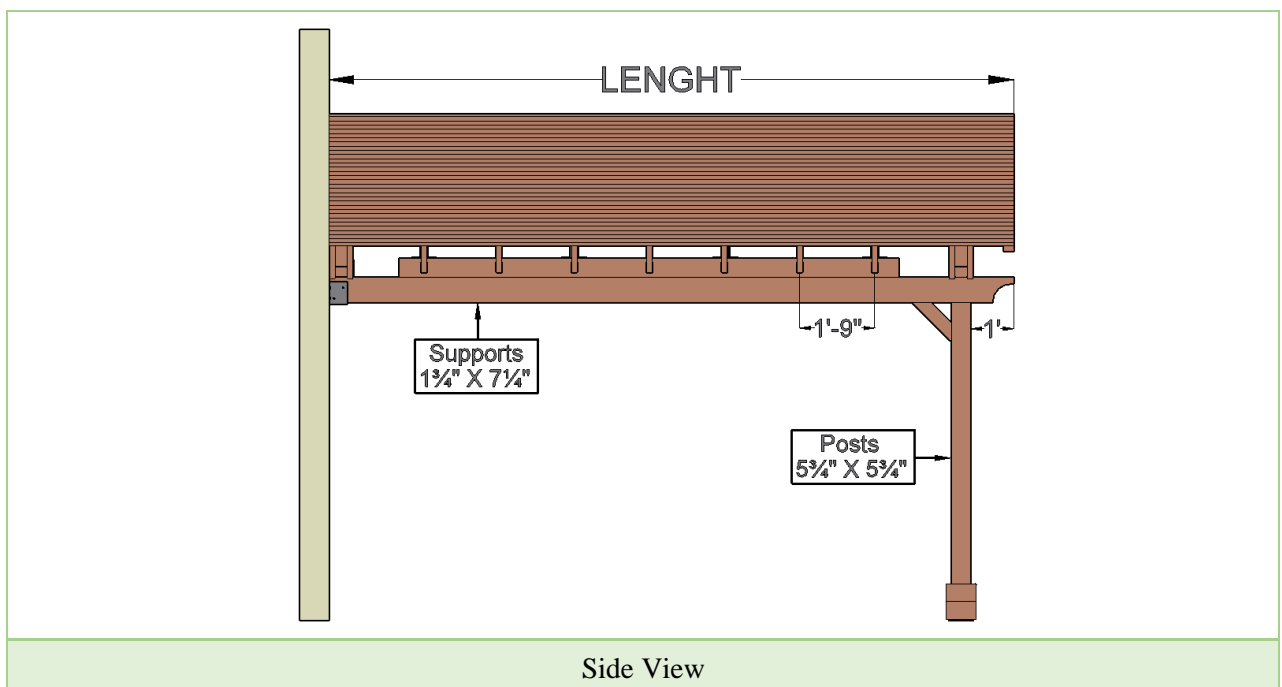 LENGHT
1'-9"
1'
Supports
1¾" X 7¼"
Posts
5¾" X 5¾"
Side View